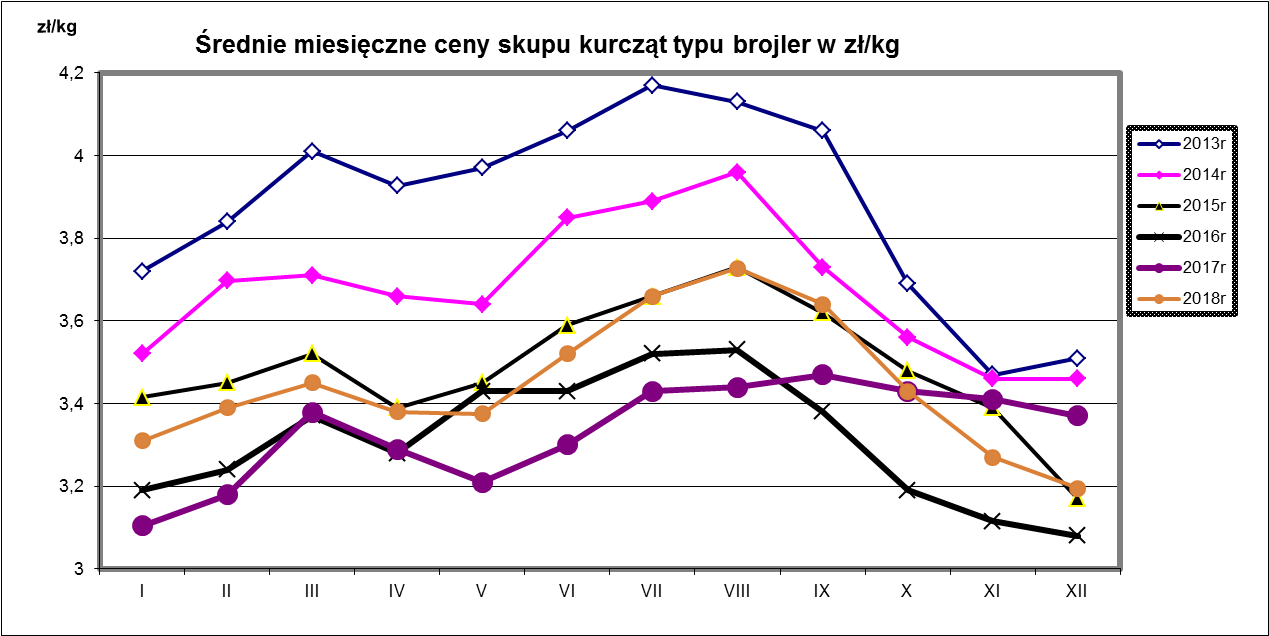 zł/kg
Średnie miesięczne ceny skupu kurcząt typu brojler w zł/kg
4,2
4
3,8
3,6
3,4
3,2
3
I II III IV V VI VII VIII IX X XI XII
2013r
2014r
2015r
2016r
2017r
2018r